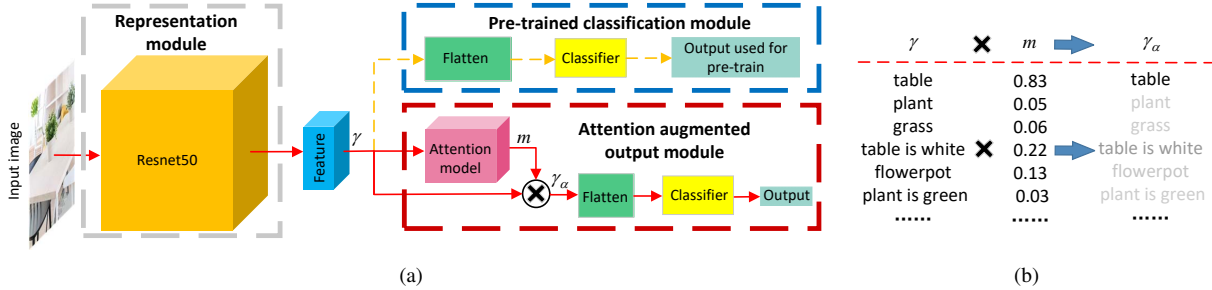 Input image
Representation
module
Resnet50
Feature
γ
Pre-trained classification module
Flatten
Classifier
Output used for
pre-train
Attention
model
m
Attention augmented
output module
γα
Flatten
Classifier
Output
(a)
γ × m γα
table 0.83 table
plant 0.05 plant
grass 0.06 grass
table is white × 0.22 table is white
flowerpot 0.13 flowerpot
plant is green 0.03 plant is green
...... ...... ......
(b)